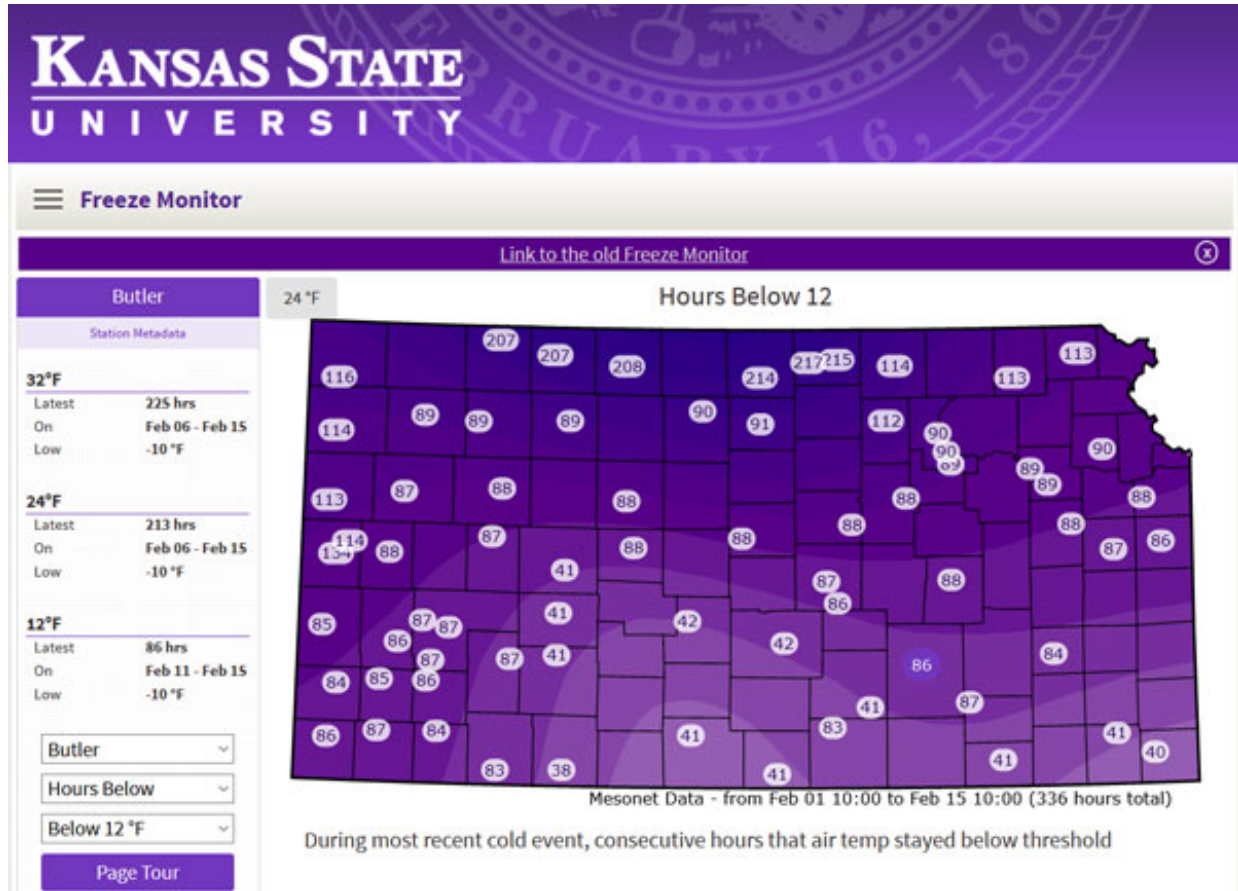 KANSAS STATE
UNIVERSITY
FEBRUARY 16, 186
Freeze Monitor
Link to the old Freeze Monitor
x
Butler
Station Metadata
32°F
Latest 225 hrs
On Feb 06 - Feb 15
Low -10 °F
24°F
Latest 213 hrs
On Feb 06 - Feb 15
Low -10 °F
12°F
Latest 86 hrs
On Feb 11 - Feb 15
Low -10 °F
Butler
Hours Below
Below 12 °F
Page Tour
24 °F
Hours Below 12
207
207 208 217 215 114 113
116 214 113
89 89 89 90 91 112
114 90 90 89 90
113 87 88 88 88 89 89 88
114 134 88 87 88 88 88 88 87 86
41 87 88
85 87 87 41 42 86
86 87 87 41 42 86 84
84 85 86
86 87 84 41 83 41 87 41
83 38 41 41 40
Mesonet Data - from Feb 01 10:00 to Feb 15 10:00 (336 hours total)
During most recent cold event, consecutive hours that air temp stayed below threshold